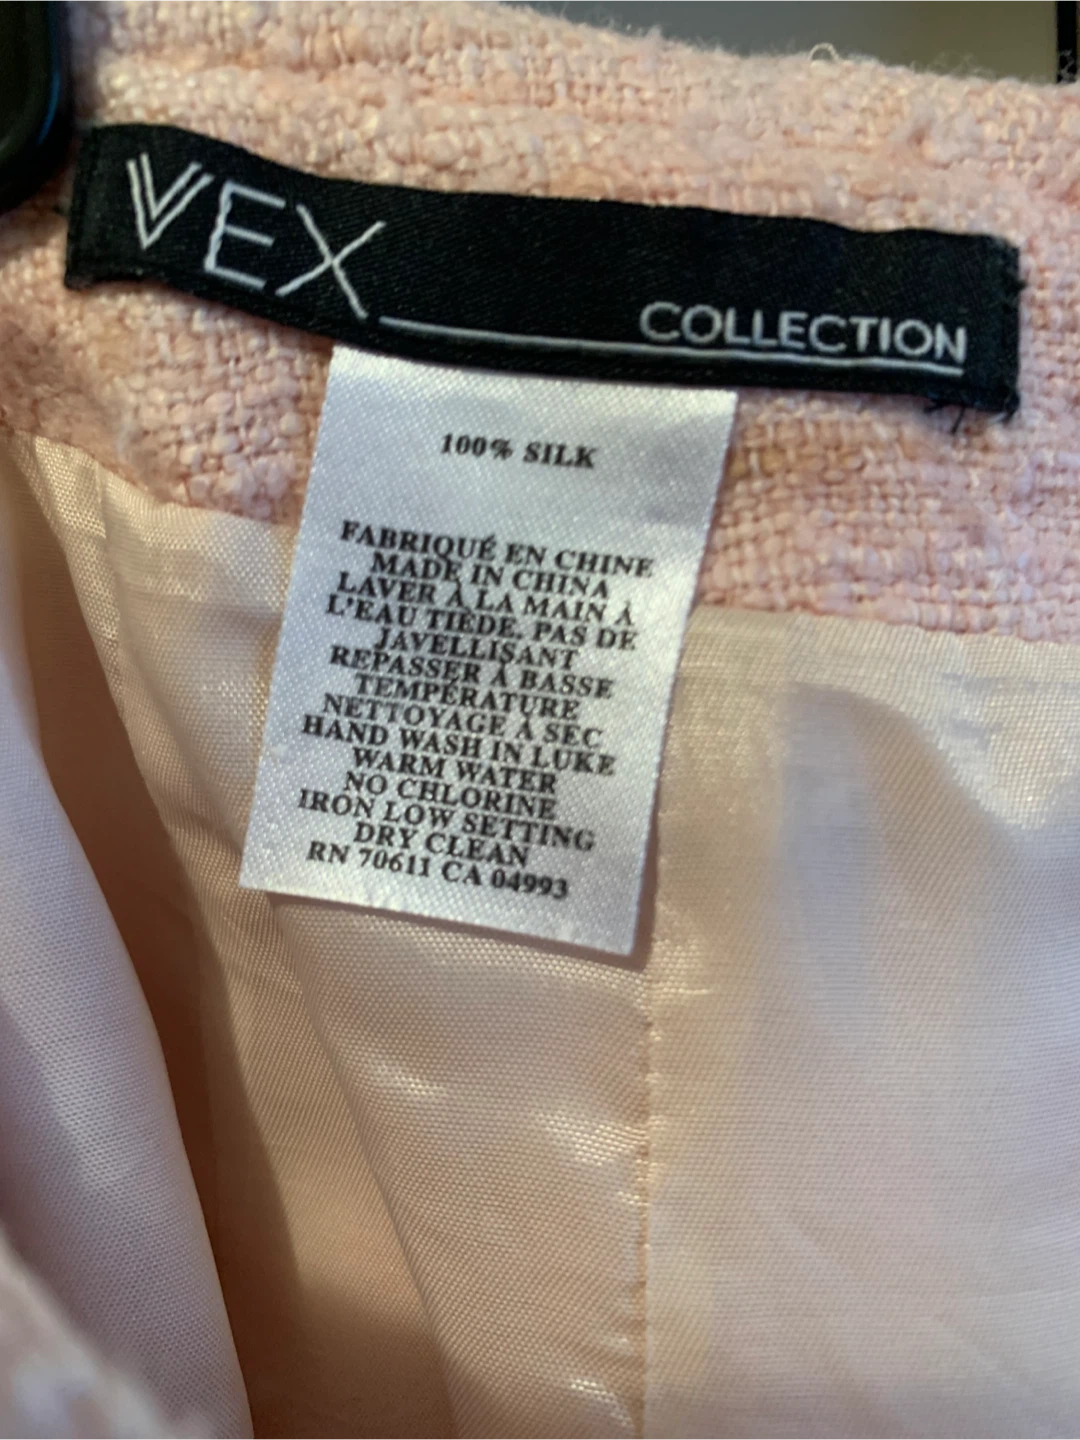 VEX
COLLECTION
100% SILK
FABRIQUÉ EN CHINE
MADE IN CHINA
LAVER À LA MAIN À
L'EAU TIEDE, PAS DE
JAVELLISANT
REPASSER À BASSE
TEMPÉRATURE
NETTOYAGE À SEC
HAND WASH IN LUKE
WARM WATER
NO CHLORINE
IRON LOW SETTING
DRY CLEAN
RN 70611 CA 04993